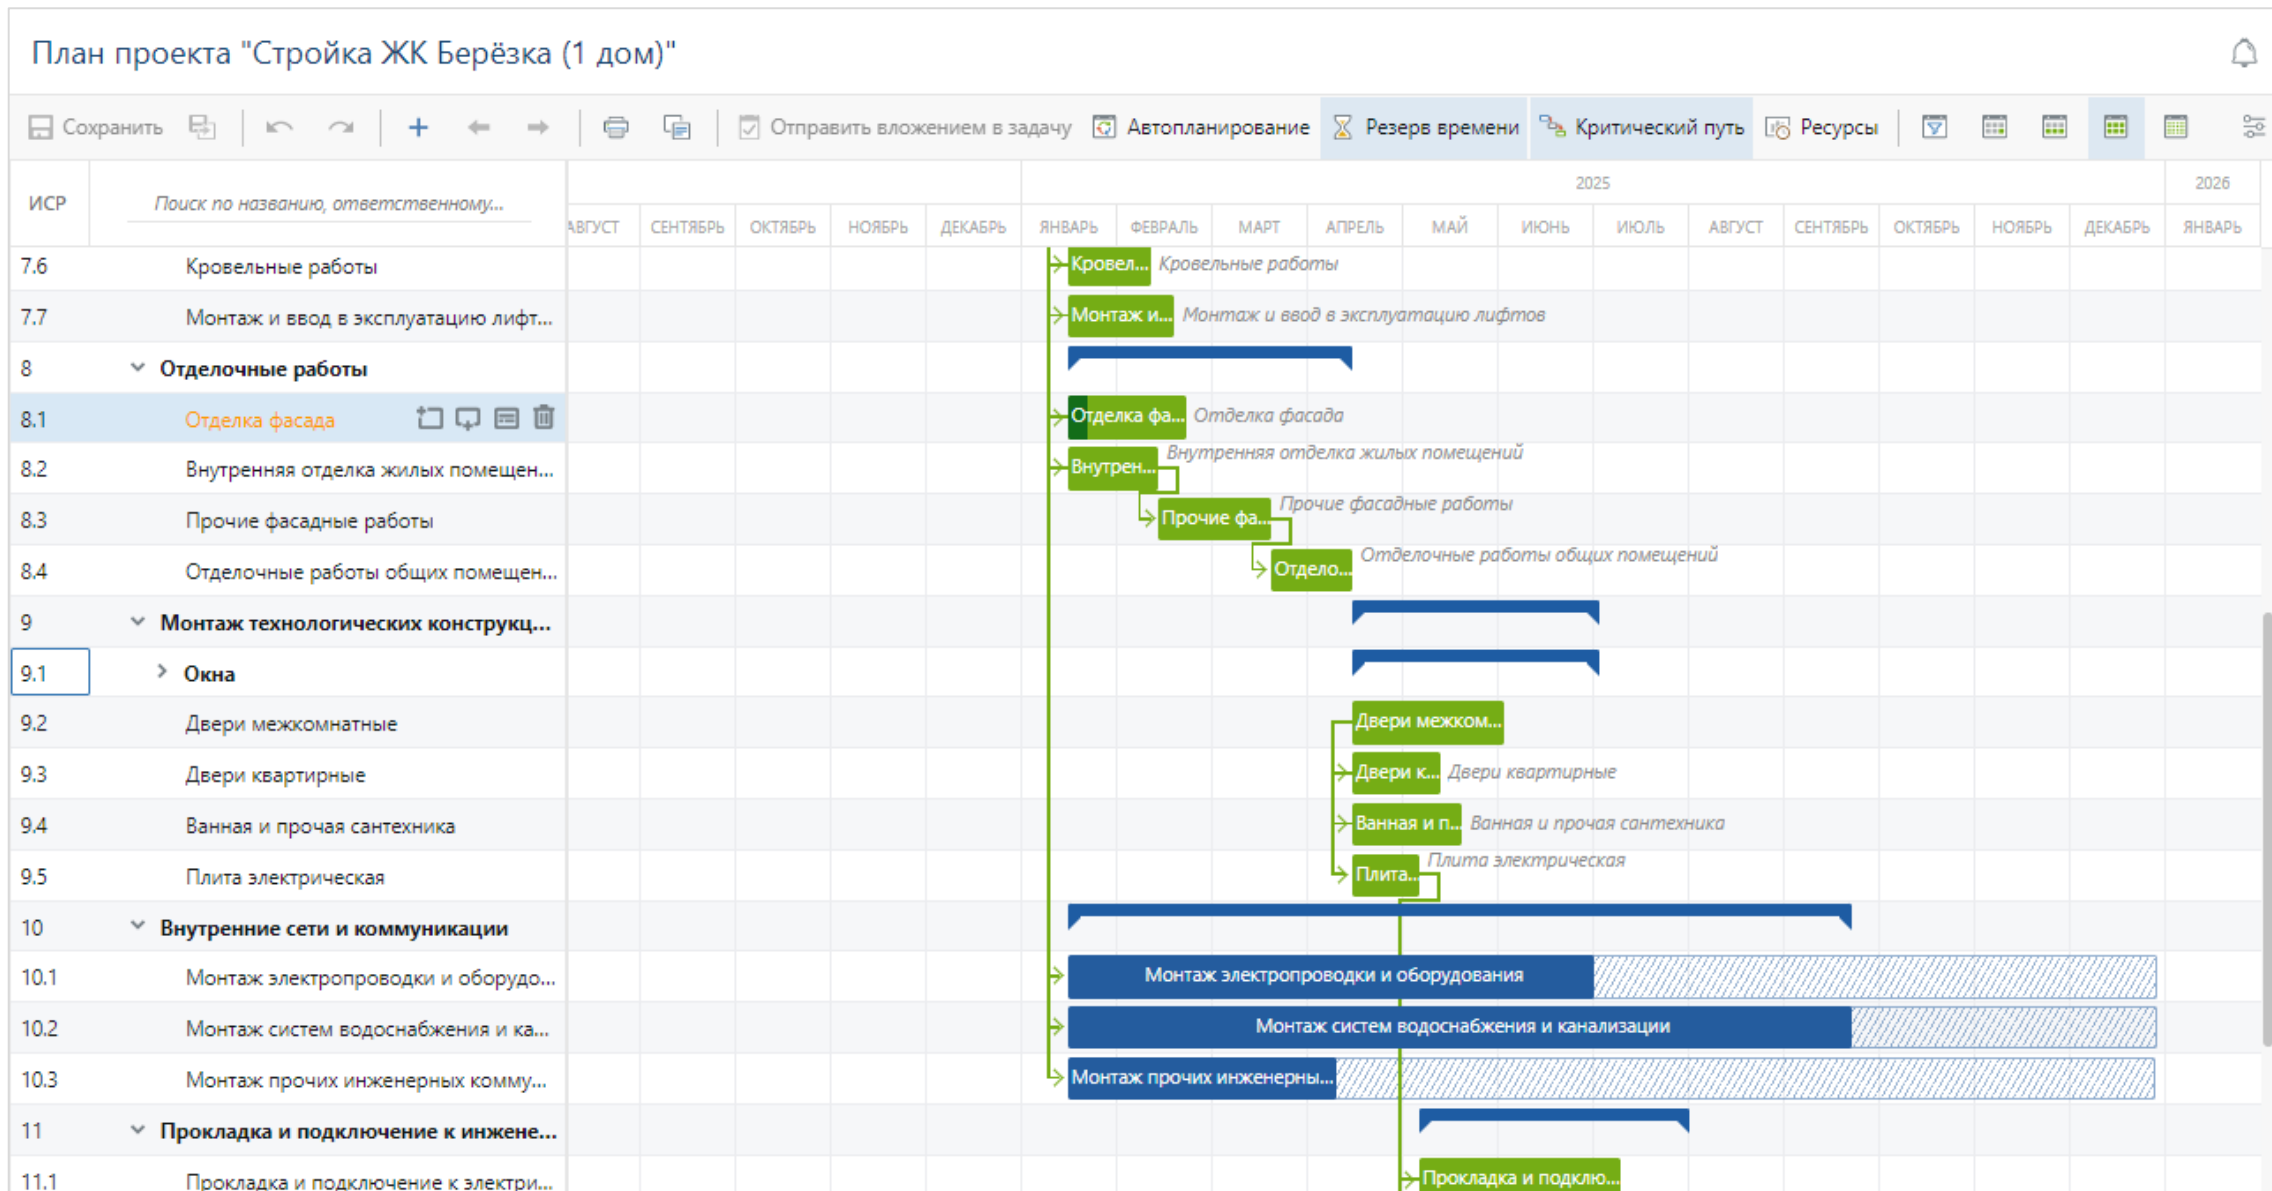 План проекта "Стройка ЖК Берёзка (1 дом)"
Сохранить Отправить вложением в задачу Автопланирование Резерв времени Критический путь Ресурсы
ИСР Поиск по названию, ответственному...
2025 2026
АВГУСТ СЕНТЯБРЬ ОКТЯБРЬ НОЯБРЬ ДЕКАБРЬ ЯНВАРЬ ФЕВРАЛЬ МАРТ АПРЕЛЬ МАЙ ИЮНЬ ИЮЛЬ АВГУСТ СЕНТЯБРЬ ОКТЯБРЬ НОЯБРЬ ДЕКАБРЬ ЯНВАРЬ
7.6 Кровельные работы Кровел... Кровельные работы
7.7 Монтаж и ввод в эксплуатацию лифт... Монтаж и... Монтаж и ввод в эксплуатацию лифтов
8 Отделочные работы
8.1 Отделка фасада Отделка фа... Отделка фасада
8.2 Внутренняя отделка жилых помещен... Внутрен... Внутренняя отделка жилых помещений
8.3 Прочие фасадные работы Прочие фа... Прочие фасадные работы
8.4 Отделочные работы общих помещен... Отдело... Отделочные работы общих помещений
9 Монтаж технологических конструкц...
9.1 Окна
9.2 Двери межкомнатные Двери межком...
9.3 Двери квартирные Двери к... Двери квартирные
9.4 Ванная и прочая сантехника Ванная и п... Ванная и прочая сантехника
9.5 Плита электрическая Плита... Плита электрическая
10 Внутренние сети и коммуникации
10.1 Монтаж электропроводки и оборудо... Монтаж электропроводки и оборудования
10.2 Монтаж систем водоснабжения и ка... Монтаж систем водоснабжения и канализации
10.3 Монтаж прочих инженерных комму... Монтаж прочих инженерны...
11 Прокладка и подключение к инжене...
11.1 Прокладка и подключение к электри... Прокладка и подклю...